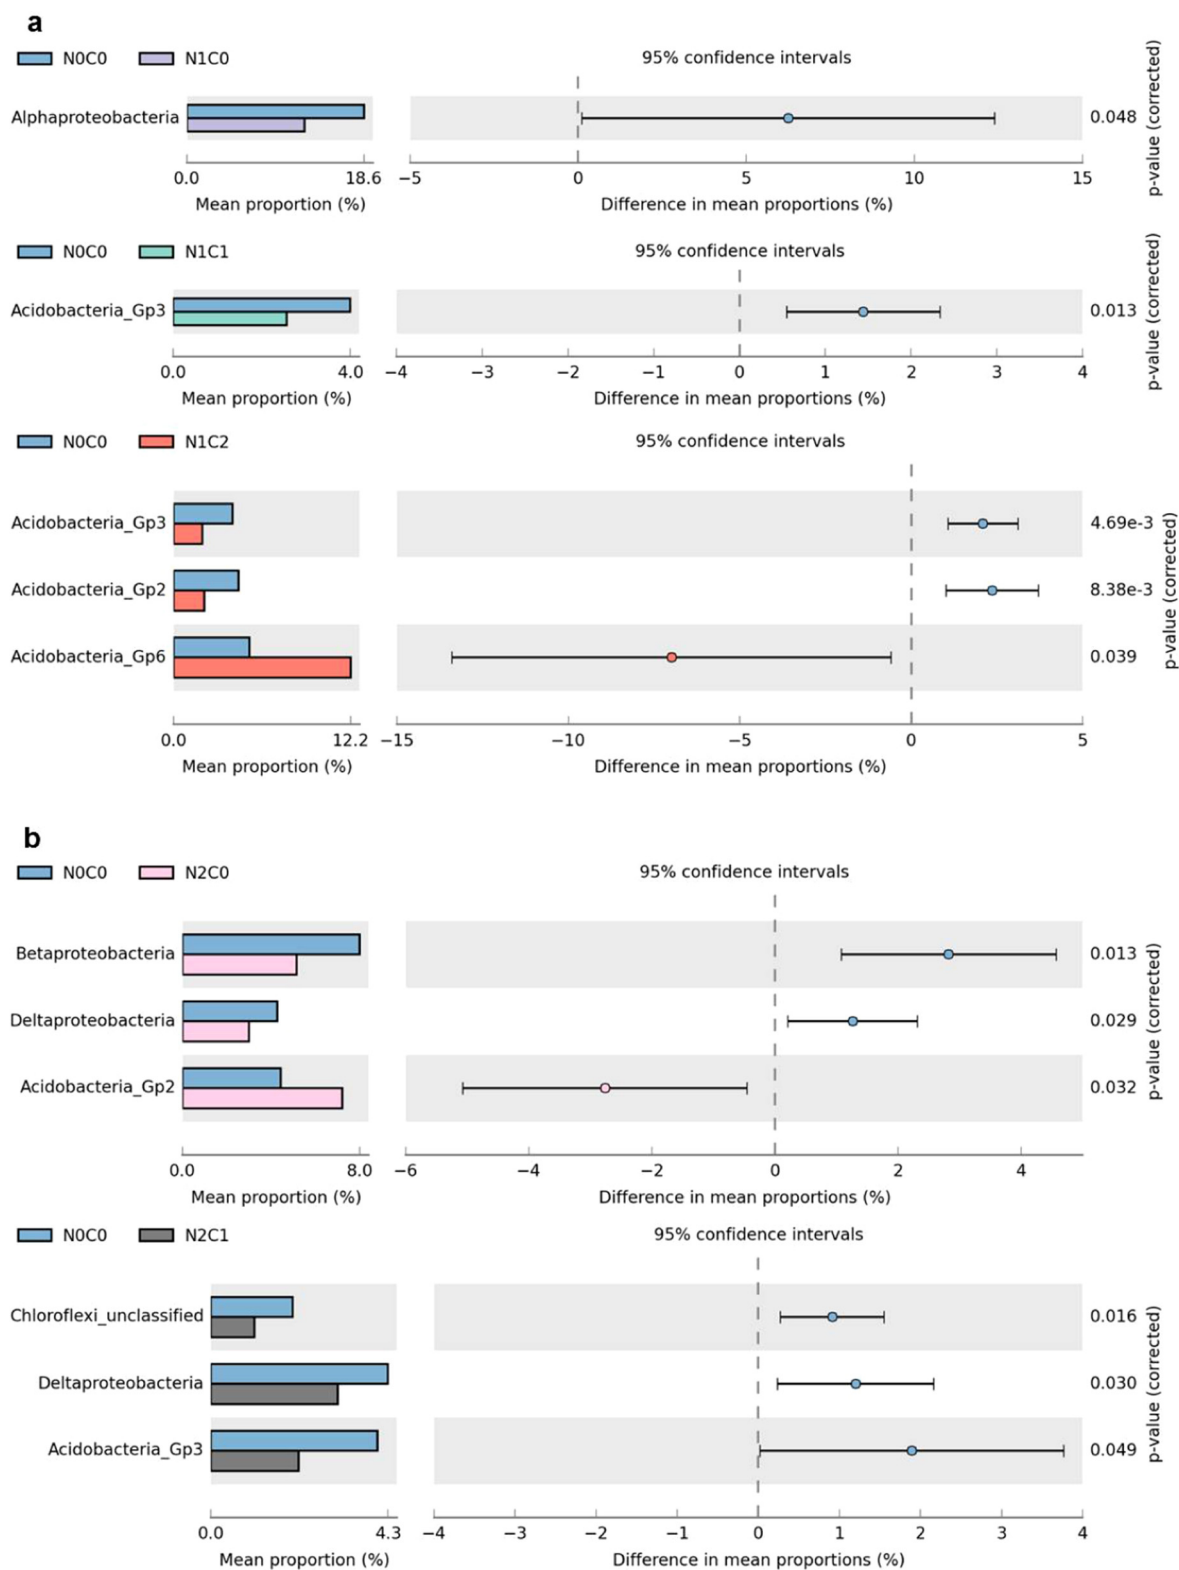 a
N0C0 N1C0 95% confidence intervals
Alphaproteobacteria 0.048
0.0 18.6 −5 0 5 10 15
Mean proportion (%) Difference in mean proportions (%)
p-value (corrected)
N0C0 N1C1 95% confidence intervals
Acidobacteria_Gp3 0.013
0.0 4.0 −4 −3 −2 −1 0 1 2 3 4
Mean proportion (%) Difference in mean proportions (%)
p-value (corrected)
N0C0 N1C2 95% confidence intervals
Acidobacteria_Gp3 4.69e-3
Acidobacteria_Gp2 8.38e-3
Acidobacteria_Gp6 0.039
0.0 12.2 −15 −10 −5 0 5
Mean proportion (%) Difference in mean proportions (%)
p-value (corrected)
b
N0C0 N2C0 95% confidence intervals
Betaproteobacteria 0.013
Deltaproteobacteria 0.029
Acidobacteria_Gp2 0.032
0.0 8.0 −6 −4 −2 0 2 4
Mean proportion (%) Difference in mean proportions (%)
p-value (corrected)
N0C0 N2C1 95% confidence intervals
Chloroflexi_unclassified 0.016
Deltaproteobacteria 0.030
Acidobacteria_Gp3 0.049
0.0 4.3 −4 −3 −2 −1 0 1 2 3 4
Mean proportion (%) Difference in mean proportions (%)
p-value (corrected)